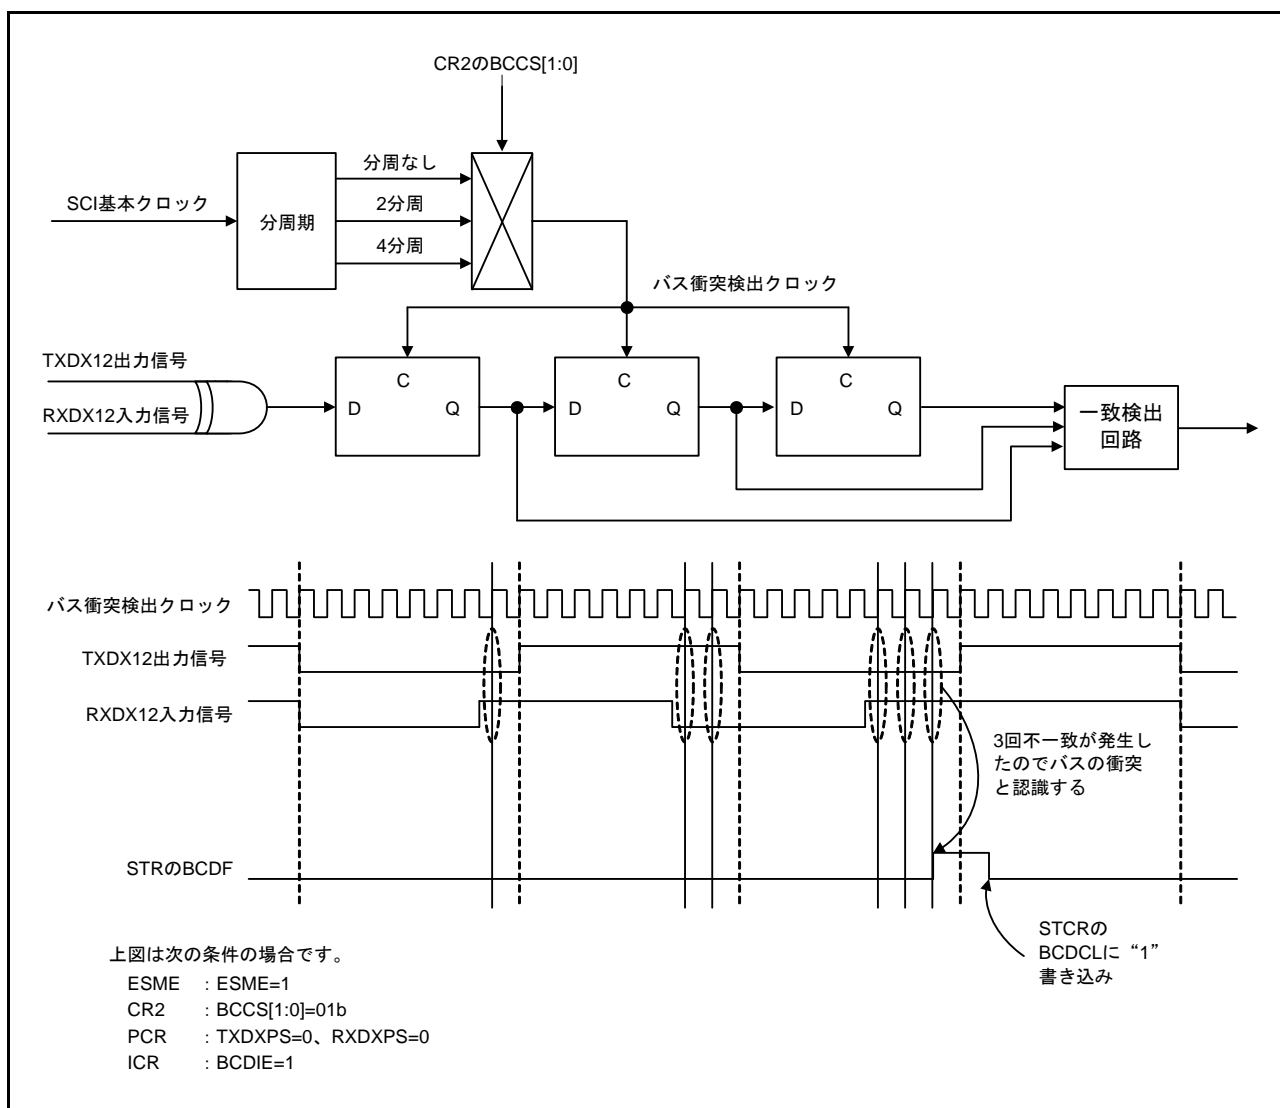 CR2のBCCS[1:0]
SCI基本クロック
分周期
分周なし
2分周
4分周
バス衝突検出クロック
TXDX12出力信号
RXDX12入力信号
C
D
Q
C
D
Q
C
D
Q
一致検出
回路
バス衝突検出クロック
TXDX12出力信号
RXDX12入力信号
3回不一致が発生し
たのでバスの衝突
と認識する
STRのBCDF
STCRの
BCDCLに“1”
書き込み
上図は次の条件の場合です。
ESME : ESME=1
CR2 : BCCS[1:0]=01b
PCR : TXDXPS=0、RXDXPS=0
ICR : BCDIE=1